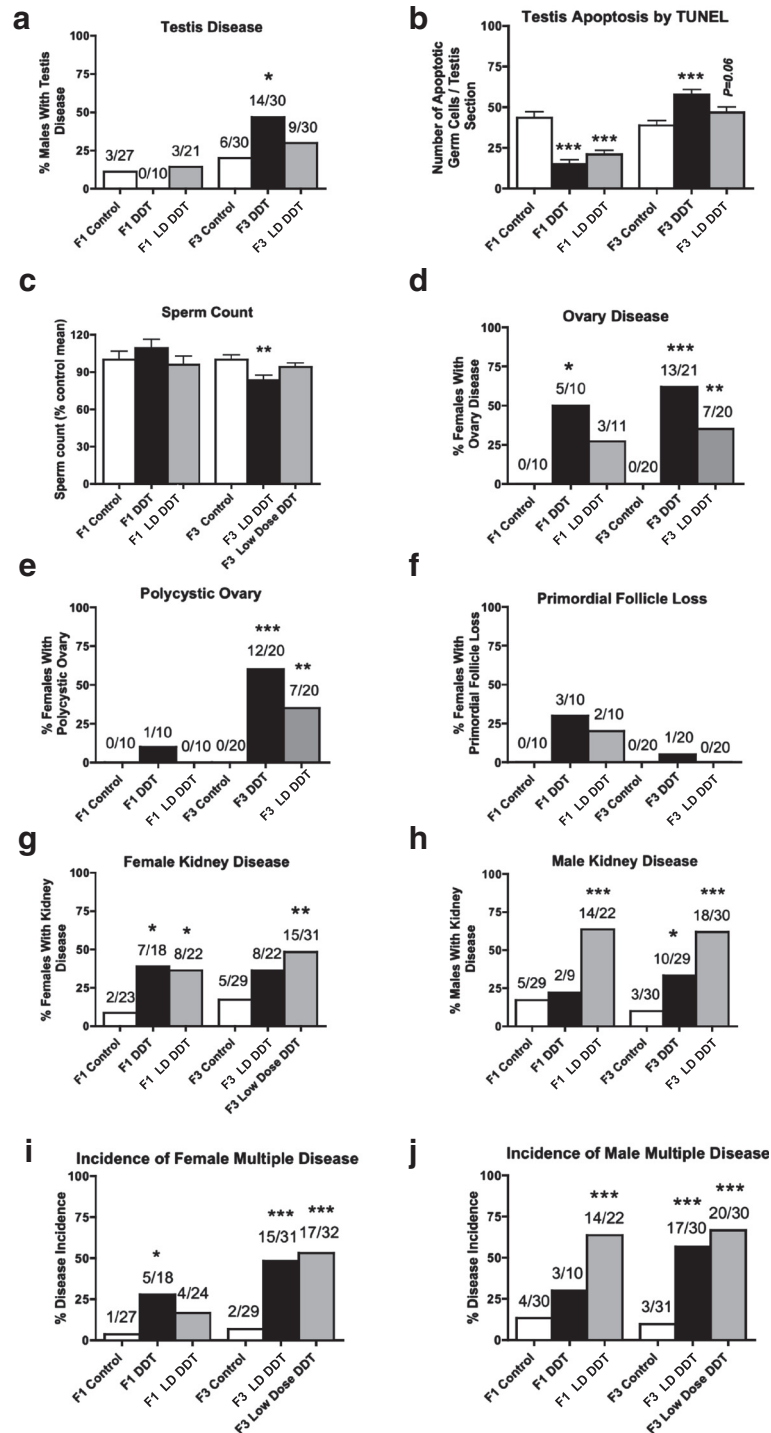 a
Testis Disease
% Males With Testis
Disease
100
75
50
25
0
3/27
0/10
3/21
6/30
*
14/30
9/30
F1 Control
F1 DDT
F1 LD DDT
F3 Control
F3 DDT
F3 LD DDT
b
Testis Apoptosis by TUNEL
Number of Apoptotic
Germ Cells / Testis
Section
100
75
50
25
0
***
***
***
P=0.06
F1 Control
F1 DDT
F1 LD DDT
F3 Control
F3 DDT
F3 LD DDT
c
Sperm Count
Sperm count (% control mean)
120
90
60
30
0
**
F1 Control
F1 DDT
F1 LD DDT
F3 Control
F3 LD DDT
F3 Low Dose DDT
d
Ovary Disease
% Females With
Ovary Disease
100
75
50
25
0
0/10
*
5/10
3/11
0/20
***
13/21
**
7/20
F1 Control
F1 DDT
F1 LD DDT
F3 Control
F3 DDT
F3 LD DDT
e
Polycystic Ovary
% Females With
Polycystic Ovary
100
75
50
25
0
0/10
1/10
0/10
0/20
***
12/20
**
7/20
F1 Control
F1 DDT
F1 LD DDT
F3 Control
F3 DDT
F3 LD DDT
f
Primordial Follicle Loss
% Females With
Primordial Follicle Loss
100
75
50
25
0
0/10
3/10
2/10
0/20
1/20
0/20
F1 Control
F1 DDT
F1 LD DDT
F3 Control
F3 DDT
F3 LD DDT
g
Female Kidney Disease
% Females With Kidney
Disease
100
75
50
25
0
2/23
*
7/18
*
8/22
5/29
8/22
**
15/31
F1 Control
F1 DDT
F1 LD DDT
F3 Control
F3 LD DDT
F3 Low Dose DDT
h
Male Kidney Disease
% Males With Kidney
Disease
100
75
50
25
0
5/29
2/9
***
14/22
3/30
*
10/29
***
18/30
F1 Control
F1 DDT
F1 LD DDT
F3 Control
F3 DDT
F3 LD DDT
i
Incidence of Female Multiple Disease
% Disease Incidence
100
75
50
25
0
1/27
*
5/18
4/24
2/29
***
15/31
***
17/32
F1 Control
F1 DDT
F1 LD DDT
F3 Control
F3 LD DDT
F3 Low Dose DDT
j
Incidence of Male Multiple Disease
% Disease Incidence
100
75
50
25
0
4/30
3/10
***
14/22
3/31
***
17/30
***
20/30
F1 Control
F1 DDT
F1 LD DDT
F3 Control
F3 LD DDT
F3 Low Dose DDT